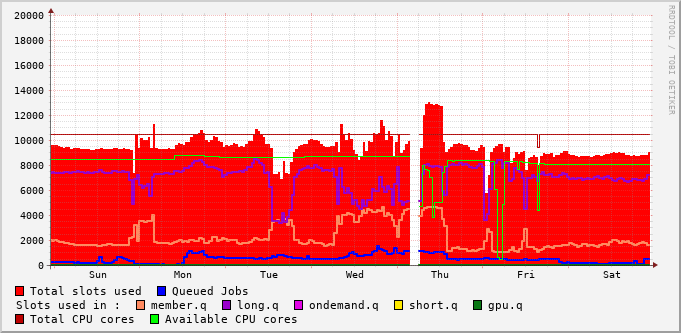 RRDTOOL / TOBI OETIKER
20000
18000
16000
14000
12000
10000
8000
6000
4000
2000
0
Sun Mon Tue Wed Thu Fri Sat
Total slots used Queued Jobs
Slots used in : member.q long.q ondemand.q short.q gpu.q
Total CPU cores Available CPU cores